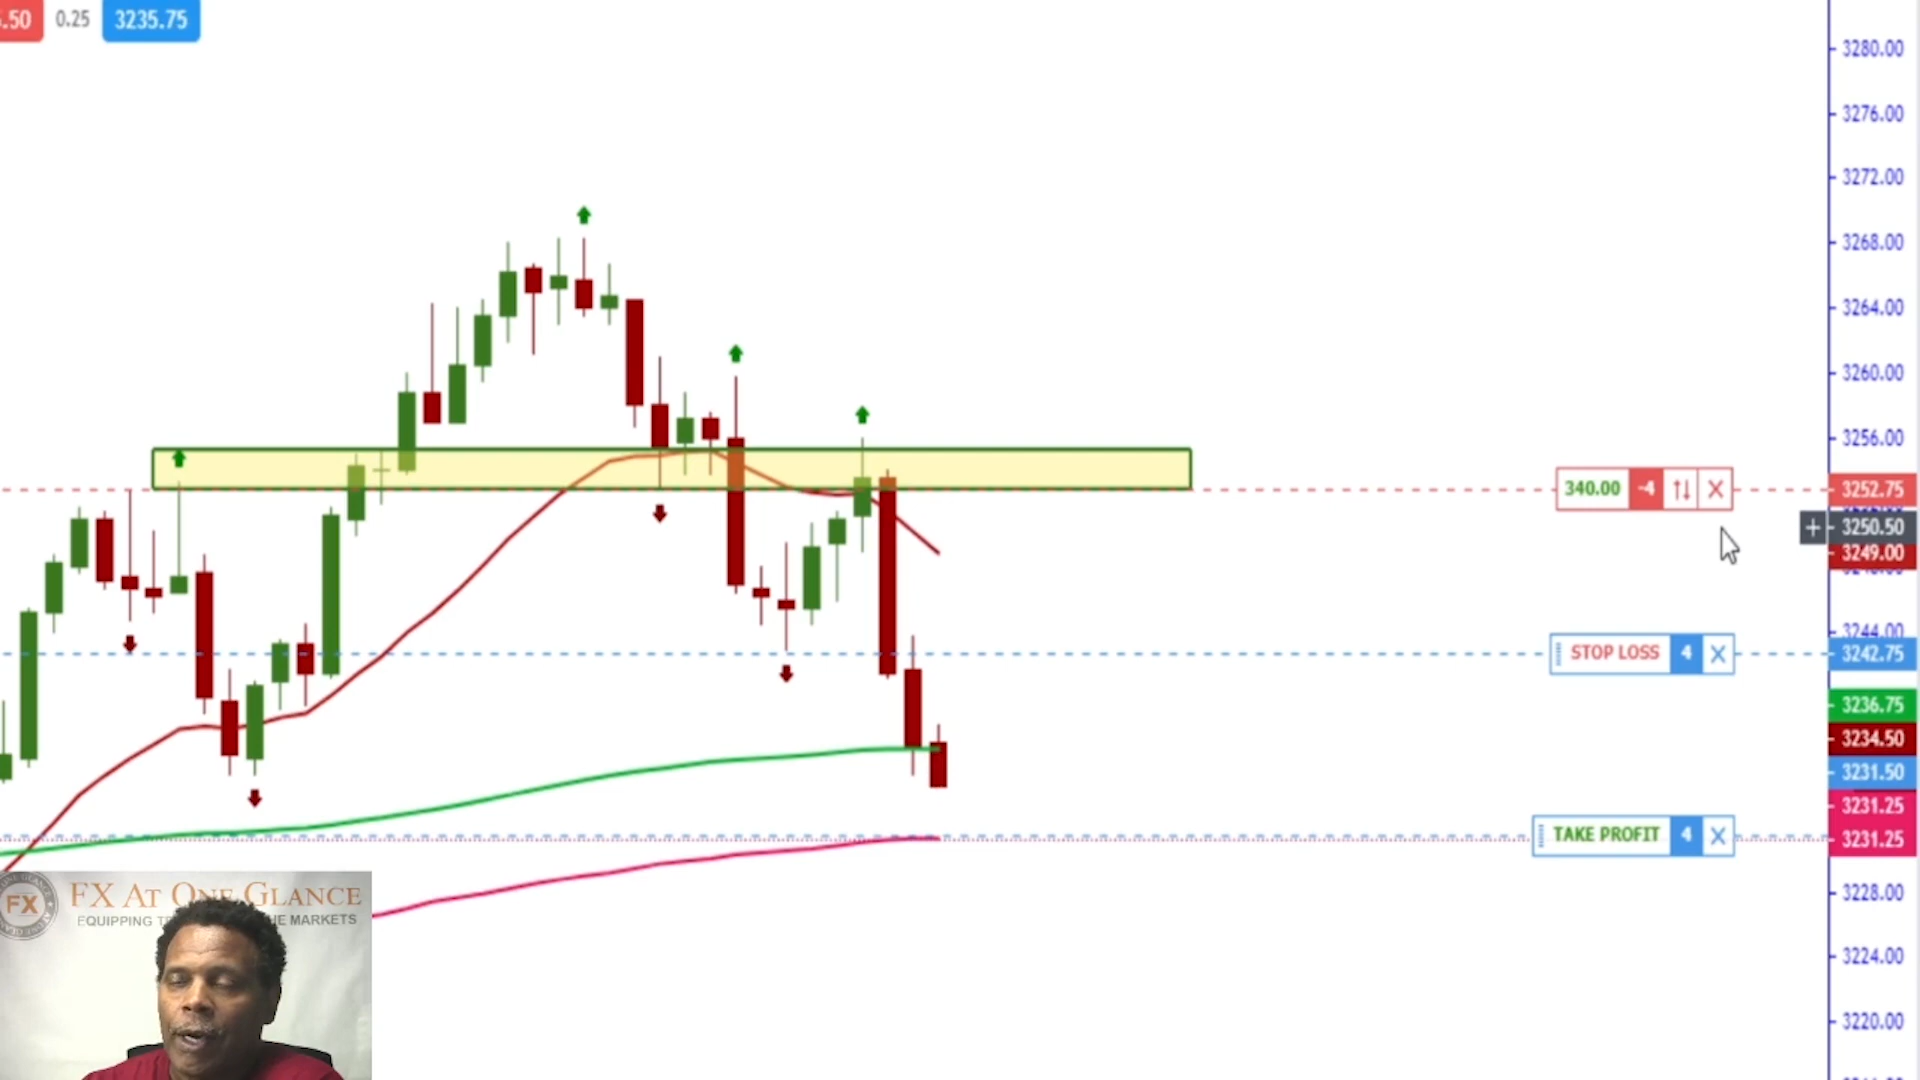 .50 0.25 3235.75
3280.00
3276.00
3272.00
3268.00
3264.00
3260.00
3256.00
340.00 -4 3252.75
+ 3250.50
3249.00
3244.00
STOP LOSS 4 X 3242.75
3236.75
3234.50
3231.50
3231.25
TAKE PROFIT 4 X 3231.25
3228.00
3224.00
3220.00
FX
FX AT ONE GLANCE
EQUIPPING HE MARKETS